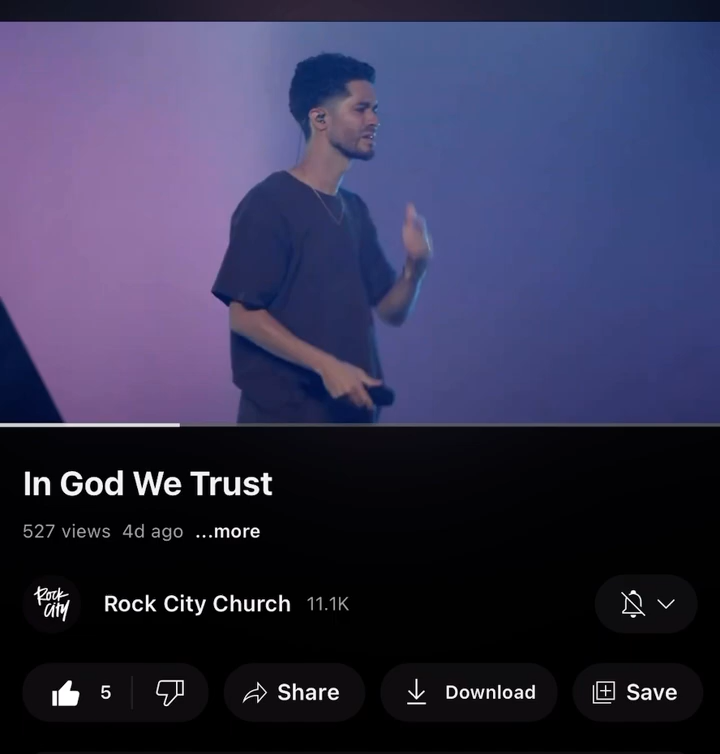 In God We Trust
527 views 4d ago ...more
Rock City
Rock City Church 11.1K
5 Share Download Save